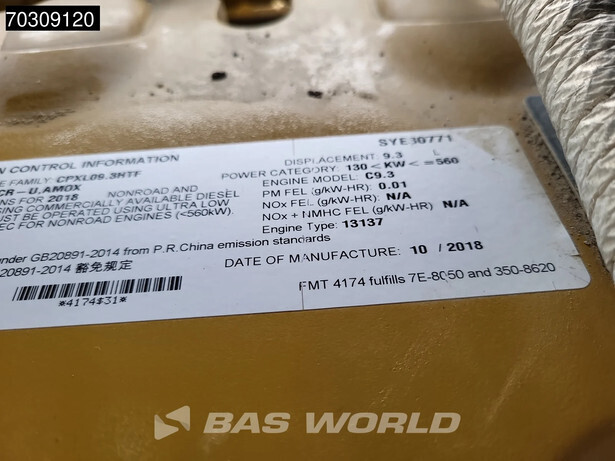 70309120
SYE30771
N CONTROL INFORMATION
DISPLACEMENT: 9.3 L
E FAMILY: CPXL09.3HTF
POWER CATEGORY: 130 < KW < =560
CR-U.AMOX
ENGINE MODEL: C9.3
NONROAD AND
PM FEL (g/kW-HR): 0.01
NS FOR 2018
NOx FEL (g/kW-HR): N/A
SING COMMERCIALLY AVAILABLE DIESEL
NOx + NMHC FEL (g/kW-HR) N/A
UST BE OPERATED USING ULTRA LOW
Engine Type: 13137
EC FOR NONROAD ENGINES (<560kW)
under GB20891-2014 from P.R.China emission standards
20891-2014 豁免规定
DATE OF MANUFACTURE: 10 / 2018
*4174$31*
FMT 4174 fulfills 7E-8050 and 350-8620
BAS WORLD